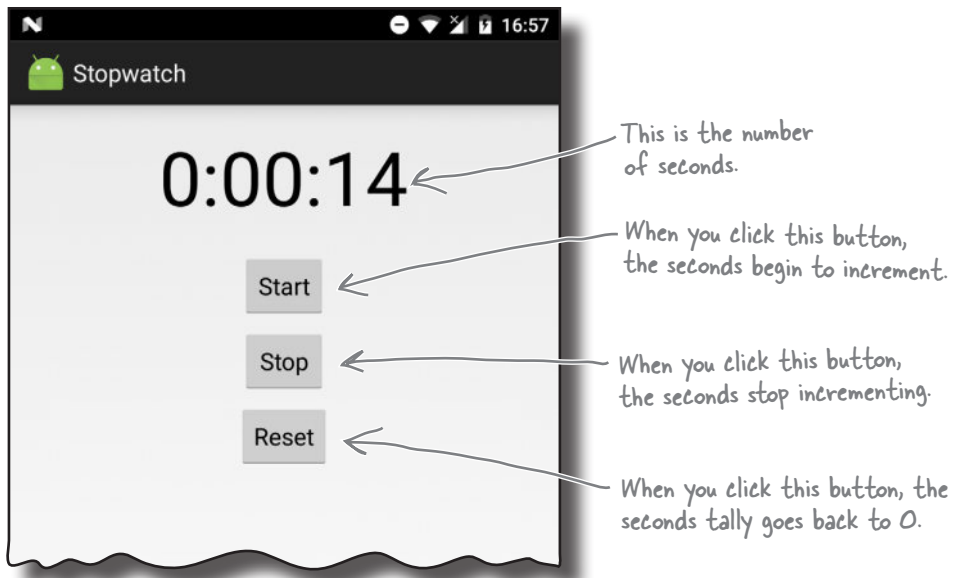 16:57
Stopwatch
0:00:14
This is the number
of seconds.
Start
When you click this button,
the seconds begin to increment.
Stop
When you click this button,
the seconds stop incrementing.
Reset
When you click this button, the
seconds tally goes back to 0.